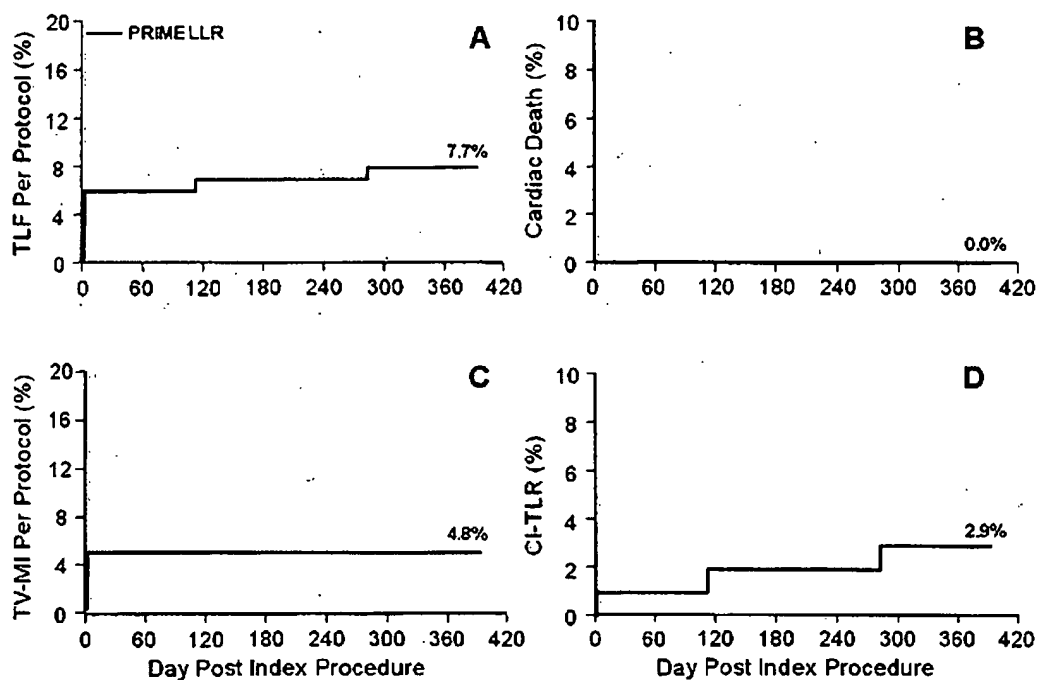 TLF Per Protocol (%)
20
16
12
8
4
0
PRIMELLR
A
7.7%
0 60 120 180 240 300 360 420
Cardiac Death (%)
10
8
6
4
2
0
B
0.0%
0 60 120 180 240 300 360 420
TV-MI Per Protocol (%)
20
16
12
8
4
0
C
4.8%
0 60 120 180 240 300 360 420
Day Post Index Procedure
CI-TLR (%)
10
8
6
4
2
0
D
2.9%
0 60 120 180 240 300 360 420
Day Post Index Procedure